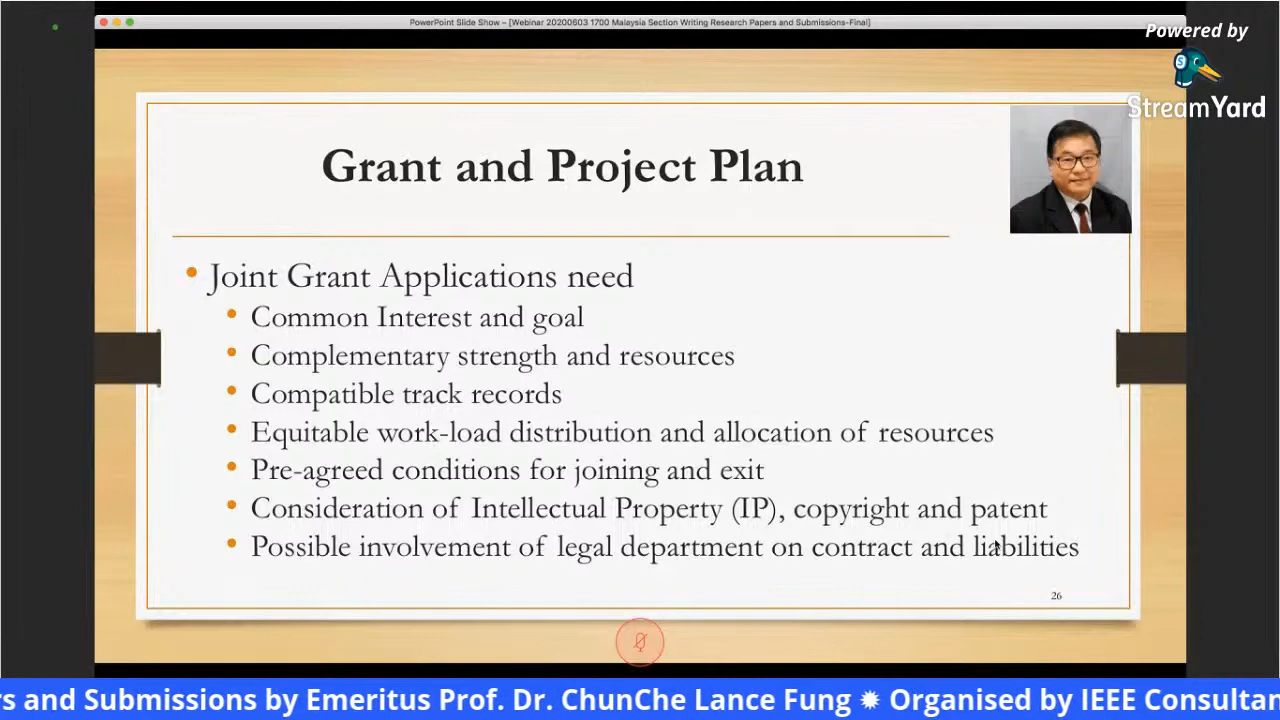 PowerPoint Slide Show – [Webinar 20200603 1700 Malaysia Section Writing Research Papers and Submissions-Final]
Powered by
StreamYard
Grant and Project Plan
• Joint Grant Applications need
• Common Interest and goal
• Complementary strength and resources
• Compatible track records
• Equitable work-load distribution and allocation of resources
• Pre-agreed conditions for joining and exit
• Consideration of Intellectual Property (IP), copyright and patent
• Possible involvement of legal department on contract and liabilities
26
rs and Submissions by Emeritus Prof. Dr. ChunChe Lance Fung ✹ Organised by IEEE Consultan